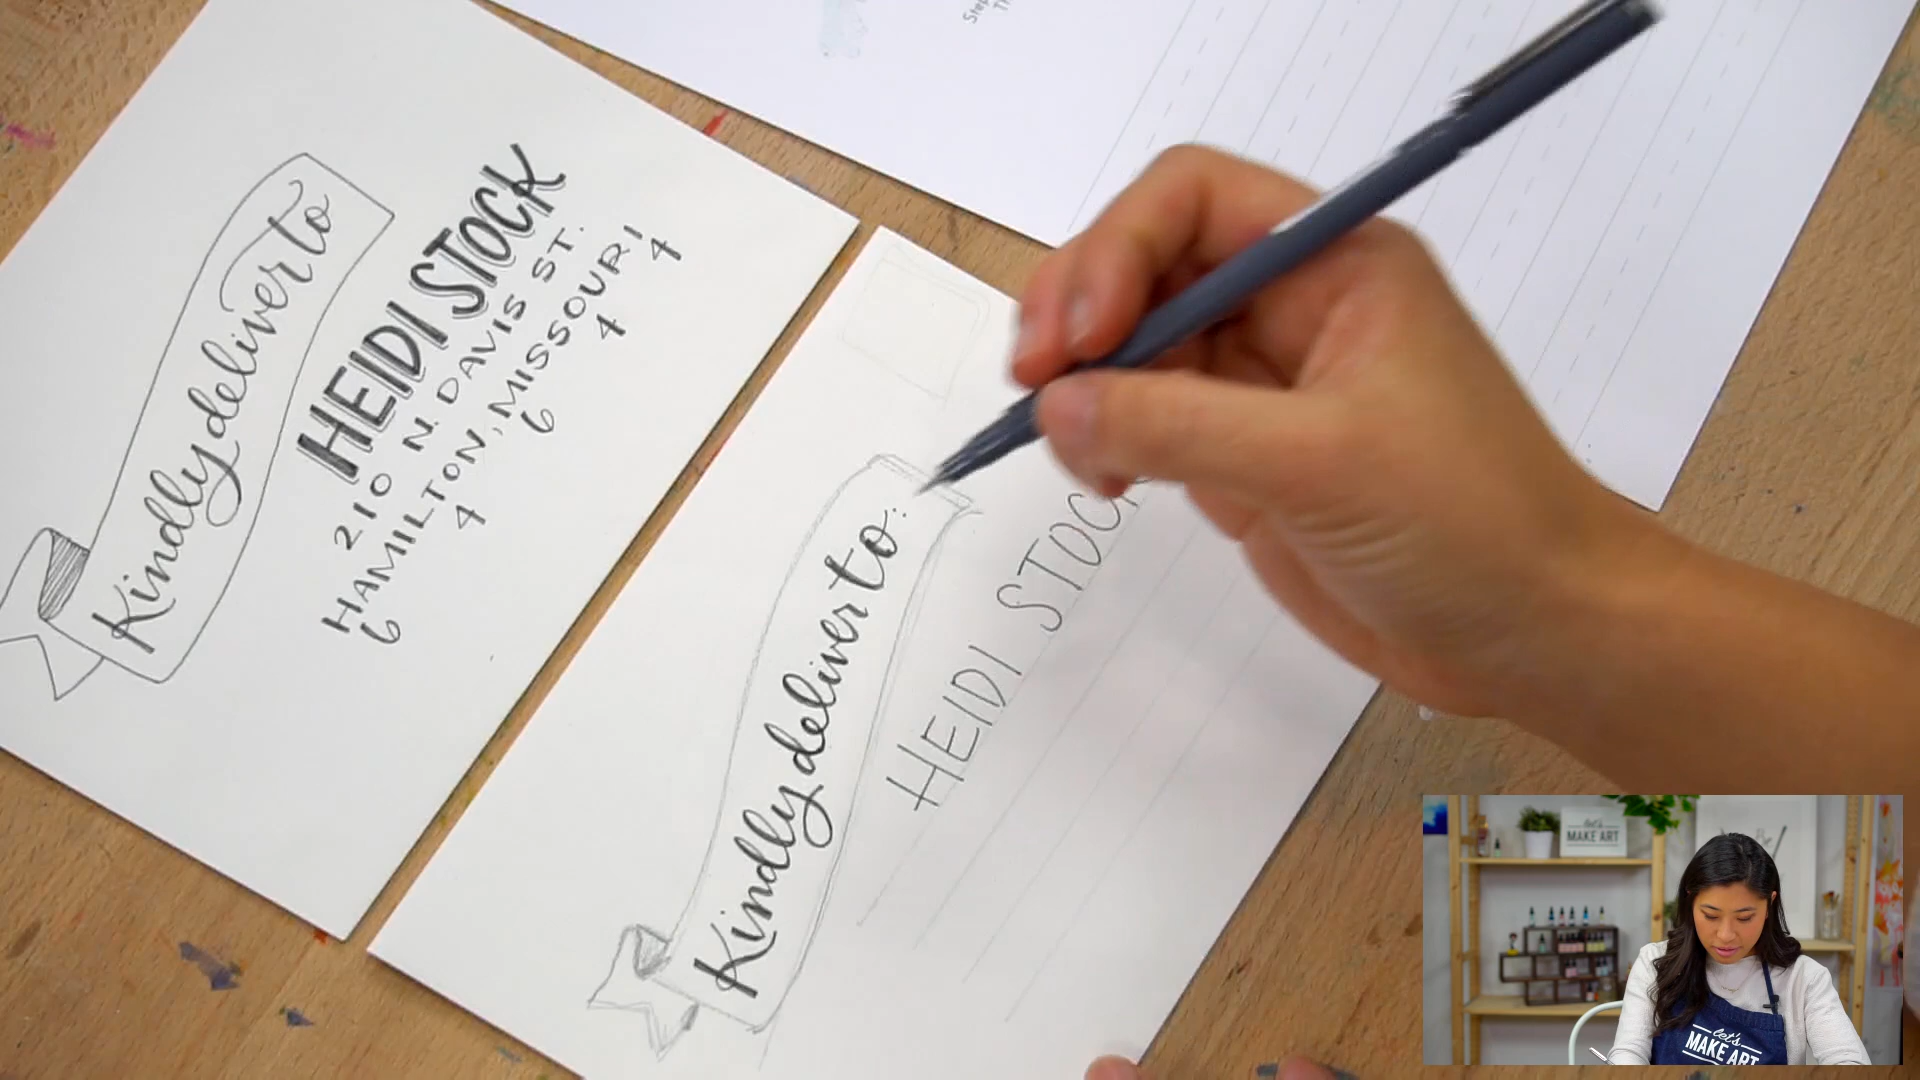 Kindly deliver to
HEIDI STOCK
210 N. DAVIS ST.
HAMILTON, MISSOURI
6 4 6 4 4
Kindly deliver to:
HEIDI STOCK
let's
MAKE ART
let's
MAKE ART